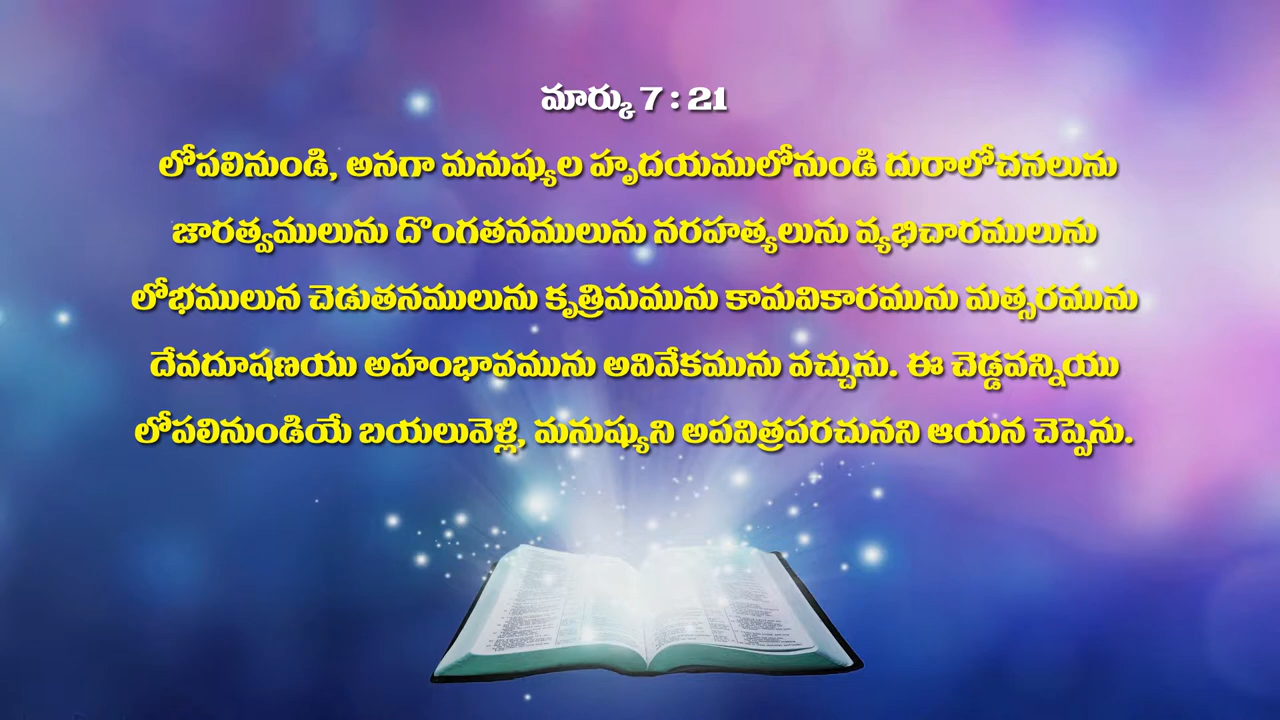 మార్కు 7 : 21
లోపలినుండి, అనగా మనుష్యుల హృదయములోనుండి దురాలోచనలును
జారత్వములును దొంగతనములును నరహత్యలును వ్యభిచారములును
లోభములున చెడుతనములును కృత్రిమమును కామవికారమును మత్సరమును
దేవదూషణయు అహంభావమును అవివేకమును వచ్చును. ఈ చెడ్డవన్నియు
లోపలినుండియే బయలువెళ్లి, మనుష్యుని అపవిత్రపరచునని ఆయన చెప్పెను.